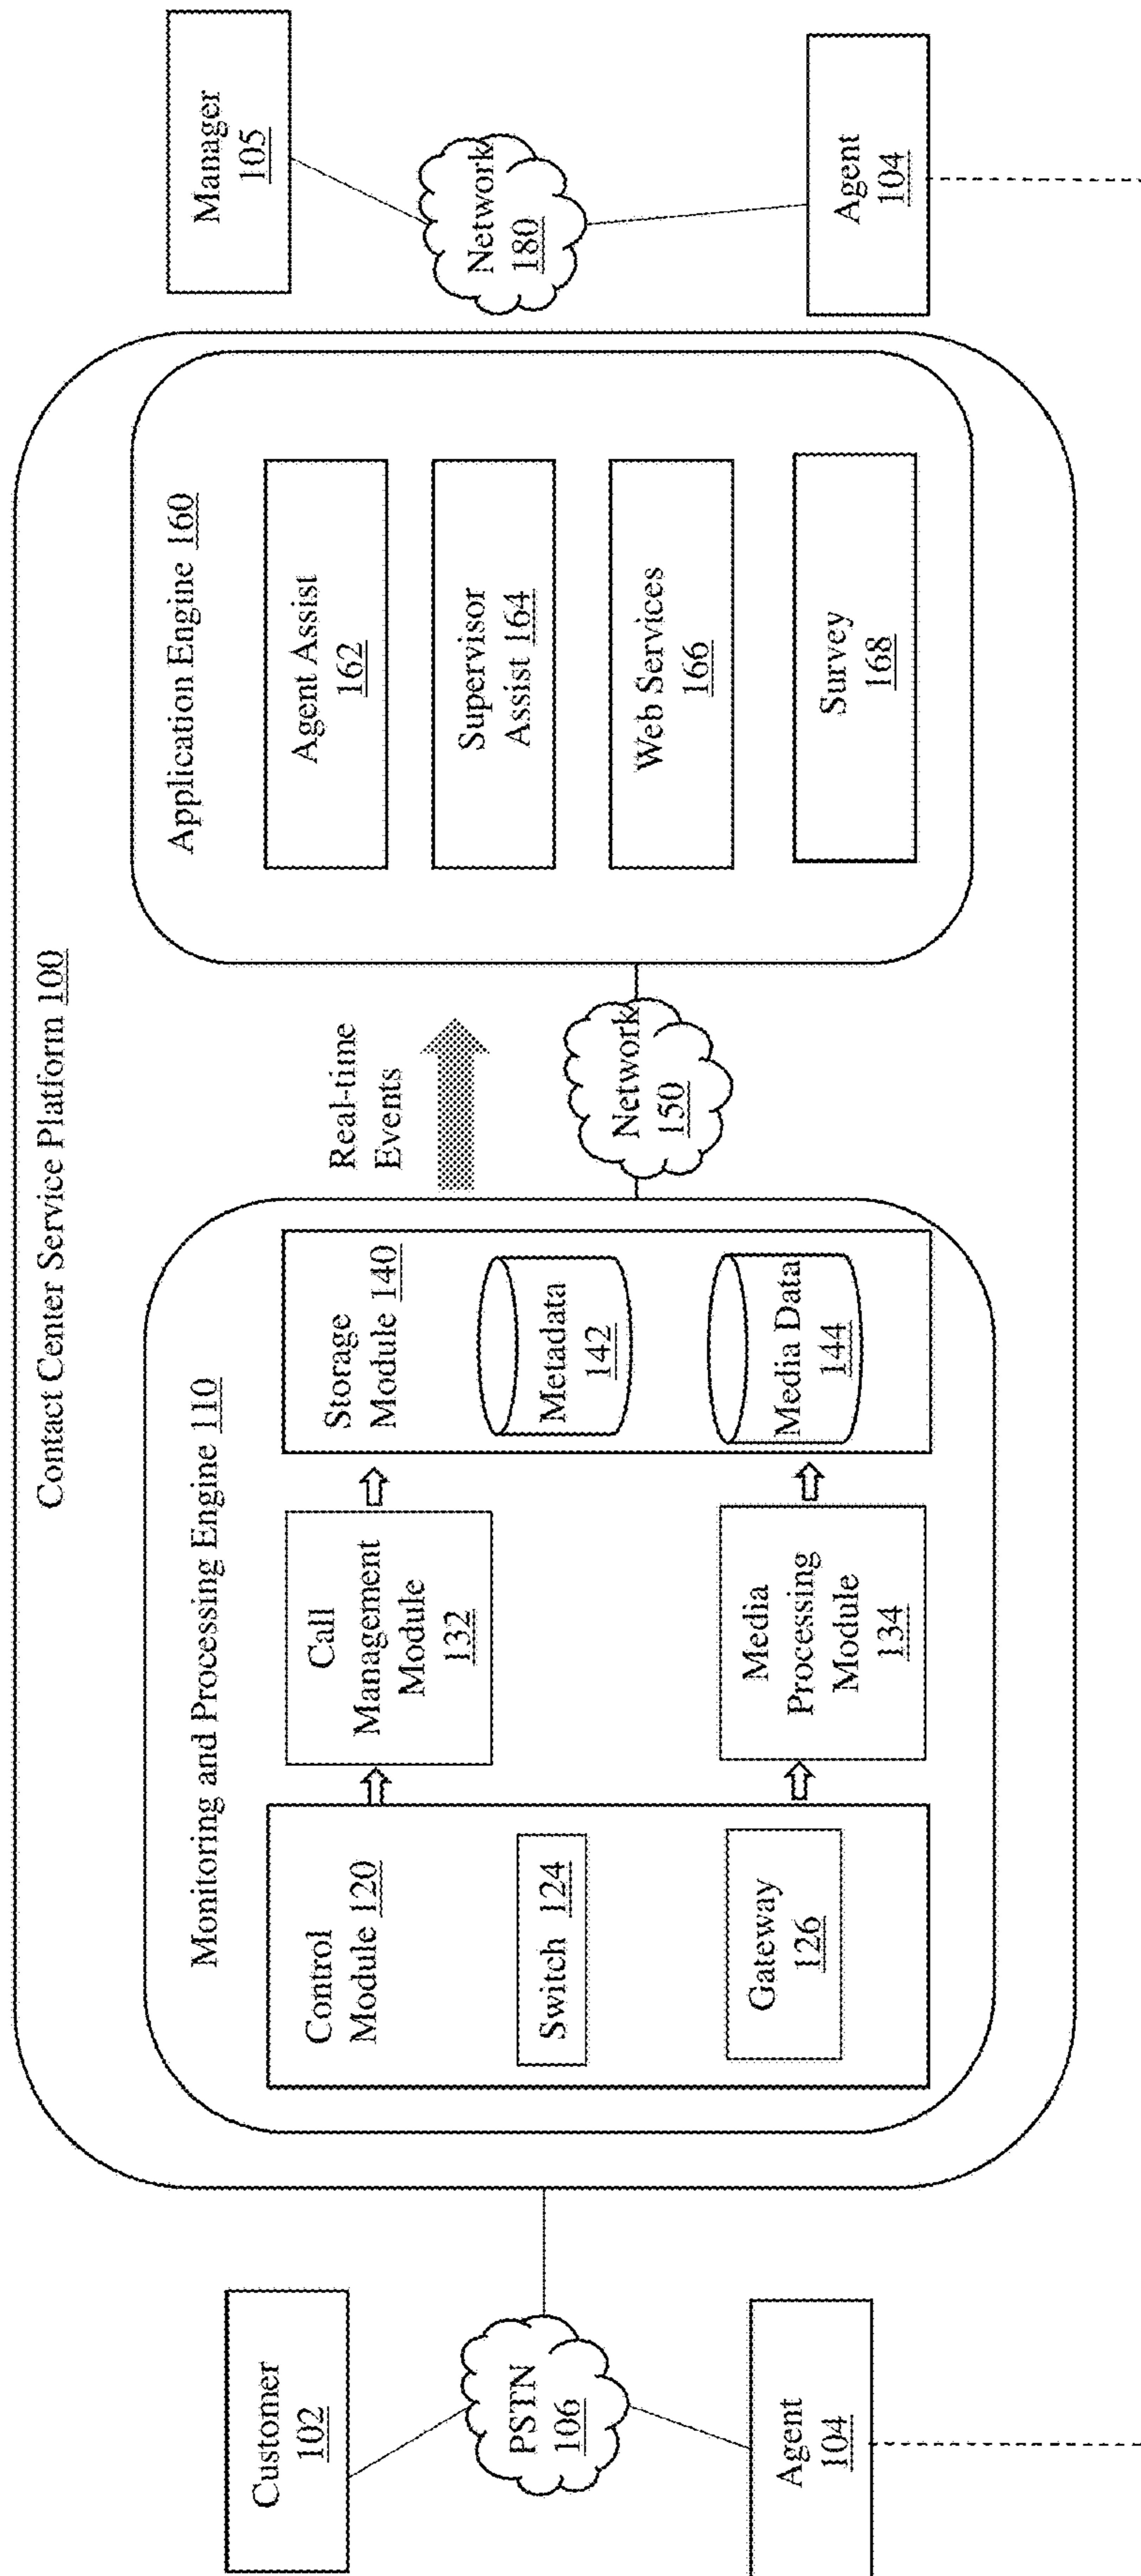 Contact Center Service Platform 100
Customer
102
PSTN
106
Agent
104
Monitoring and Processing Engine 110
Control
Module 120
Switch 124
Gateway
126
Call
Management
Module
132
Media
Processing
Module
134
Storage
Module 140
Metadata
142
Media Data
144
Real-time
Events
Network
150
Application Engine 160
Agent Assist
162
Supervisor
Assist 164
Web Services
166
Survey
168
Manager
105
Network
180
Agent
104